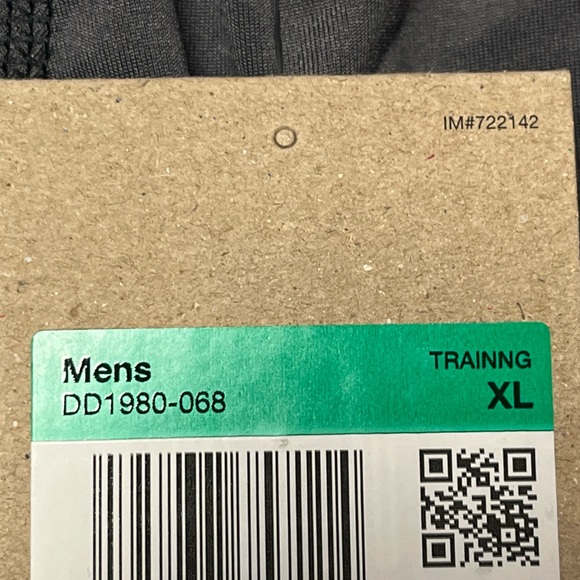 IM#722142
Mens
TRAINNG
DD1980-068
XL